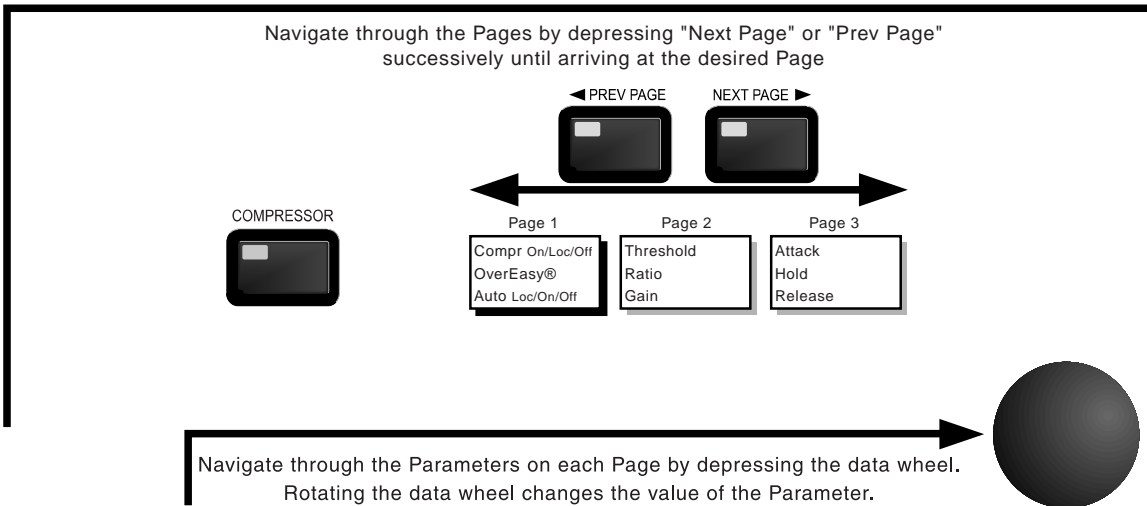 Navigate through the Pages by depressing "Next Page" or "Prev Page"
successively until arriving at the desired Page
◄ PREV PAGE NEXT PAGE ►
COMPRESSOR
Page 1
Compr On/Loc/Off
OverEasy®
Auto Loc/On/Off
Page 2
Threshold
Ratio
Gain
Page 3
Attack
Hold
Release
Navigate through the Parameters on each Page by depressing the data wheel.
Rotating the data wheel changes the value of the Parameter.